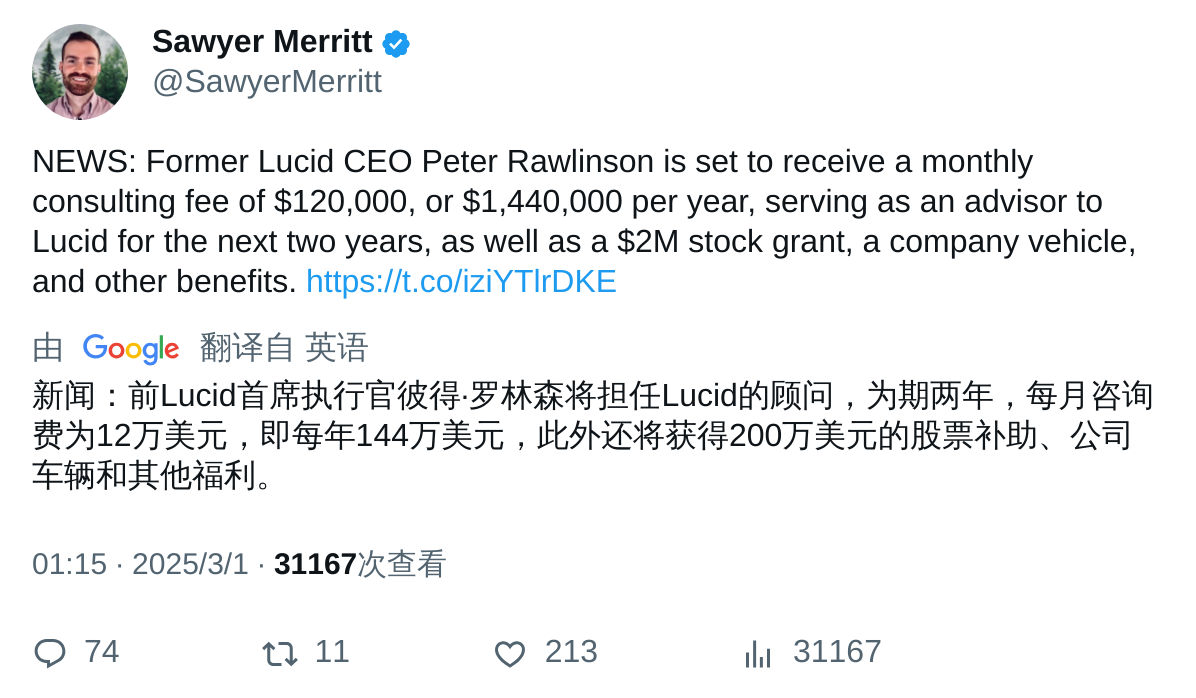 Sawyer Merritt
@SawyerMerritt
NEWS: Former Lucid CEO Peter Rawlinson is set to receive a monthly
consulting fee of $120,000, or $1,440,000 per year, serving as an advisor to
Lucid for the next two years, as well as a $2M stock grant, a company vehicle,
and other benefits. https://t.co/iziYTlrDKE
由 Google 翻译自 英语
新闻：前Lucid首席执行官彼得·罗林森将担任Lucid的顾问，为期两年，每月咨询
费为12万美元，即每年144万美元，此外还将获得200万美元的股票补助、公司
车辆和其他福利。
01:15 · 2025/3/1 · 31167次查看
74 11 213 31167